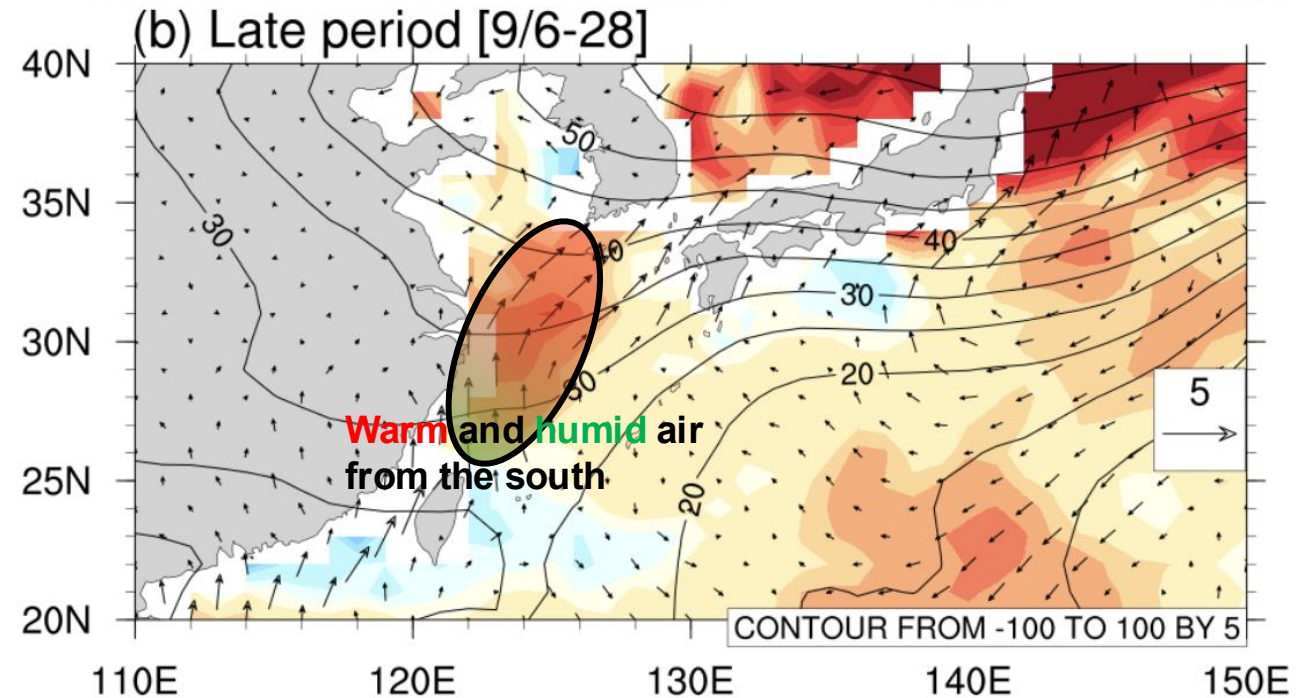 (b) Late period [9/6-28]
40N
35N
30N
25N
20N
50
30
40
40
30
30
20
20
5
Warm and humid air
from the south
CONTOUR FROM -100 TO 100 BY 5
110E 120E 130E 140E 150E